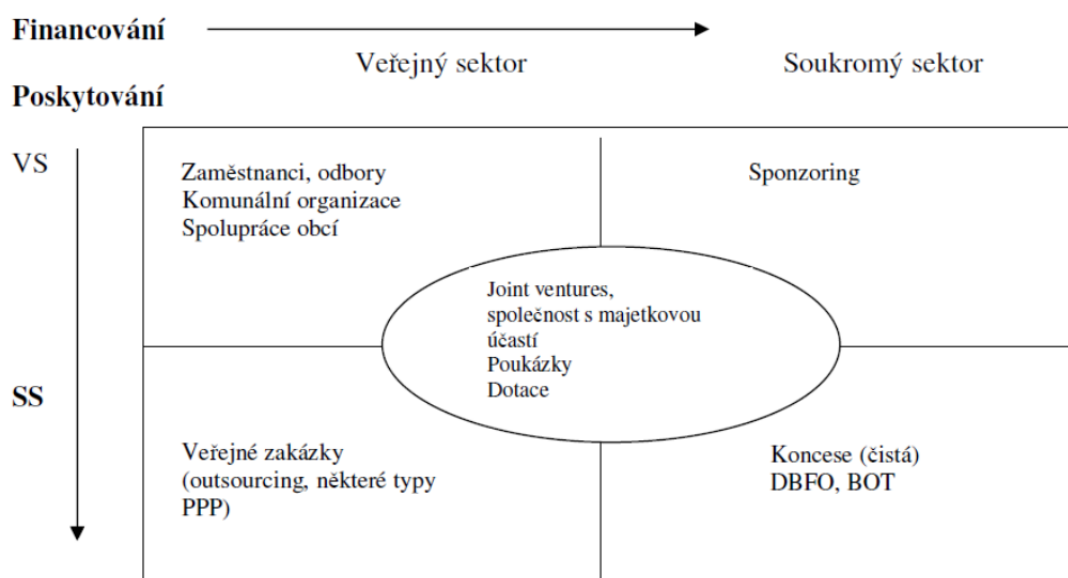 Financování
Veřejný sektor
Soukromý sektor
Poskytování
VS
Zaměstnanci, odbory
Komunální organizace
Spolupráce obcí
Sponzoring
Joint ventures,
společnost s majetkovou
účastí
Poukázky
Dotace
SS
Veřejné zakázky
(outsourcing, některé typy
PPP)
Koncese (čistá)
DBFO, BOT